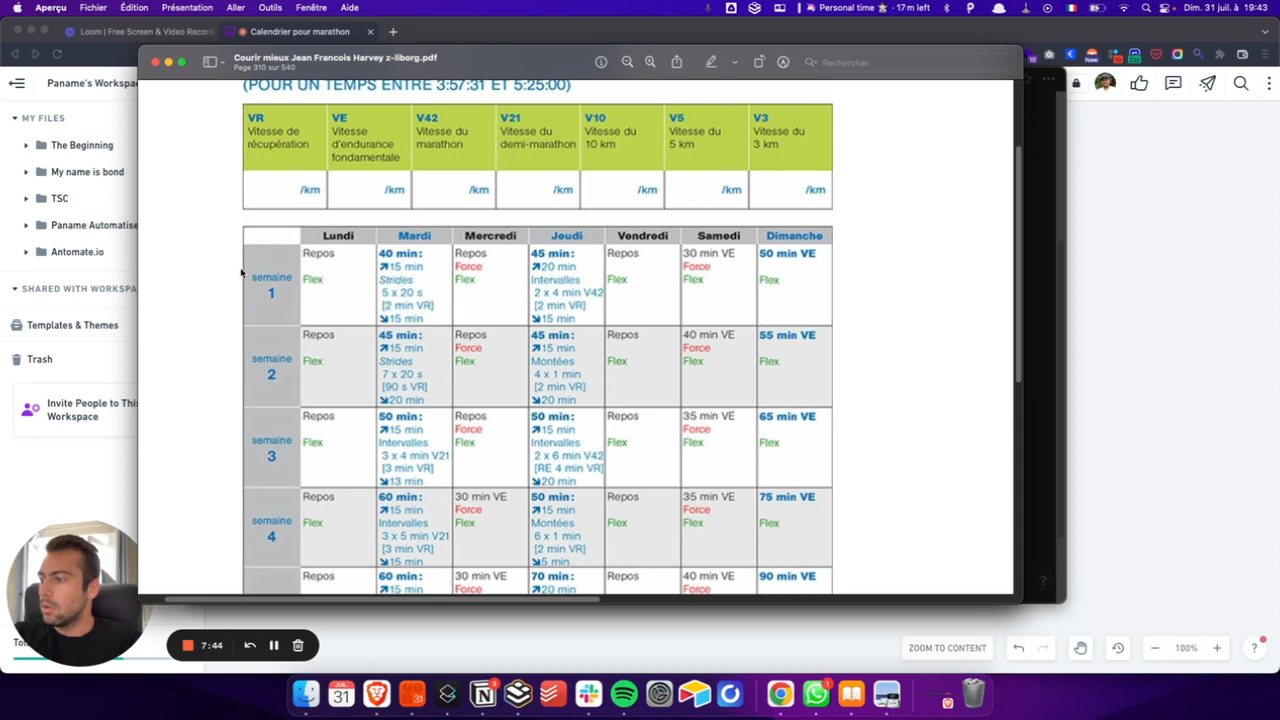 Aperçu Fichier Édition Présentation Aller Outils Fenêtre Aide
Personal time • 17 m left
Dim. 31 juil. à 19:43
Loom | Free Screen & Video Record
Calendrier pour marathon
Paname's Workspa
MY FILES
The Beginning
My name is bond
TSC
Paname Automatise
Antomate.io
SHARED WITH WORKSPA
Templates & Themes
Trash
Invite People to This
Workspace
Courir mieux Jean Francois Harvey z-liborg.pdf
Page 310 sur 540
Rechercher
(POUR UN TEMPS ENTRE 3:57:31 ET 5:25:00)
VR VE V42 V21 V10 V5 V3
Vitesse de Vitesse Vitesse du Vitesse du Vitesse du Vitesse du Vitesse du
récupération d'endurance marathon demi-marathon 10 km 5 km 3 km
fondamentale
/km /km /km /km /km /km /km
Lundi Mardi Mercredi Jeudi Vendredi Samedi Dimanche
Repos 40 min : Repos 45 min : Repos 30 min VE 50 min VE
↗15 min Force ↗20 min Force
semaine Flex Strides Flex Intervalles Flex Flex Flex
1 5 x 20 s 2 x 4 min V42
[2 min VR] [2 min VR]
↘15 min ↘15 min
Repos 45 min : Repos 45 min : Repos 40 min VE 55 min VE
↗15 min Force ↗15 min Force
semaine Flex Strides Flex Montées Flex Flex Flex
2 7 x 20 s 4 x 1 min
[90 s VR] [2 min VR]
↘20 min ↘20 min
Repos 50 min : Repos 50 min : Repos 35 min VE 65 min VE
↗15 min Force ↗15 min Force
semaine Flex Intervalles Flex Intervalles Flex Flex Flex
3 3 x 4 min V21 2 x 6 min V42
[3 min VR] [RE 4 min VR]
↘13 min ↘20 min
Repos 60 min : 30 min VE 50 min : Repos 35 min VE 75 min VE
↗15 min Force ↗15 min Force
semaine Flex Intervalles Flex Montées Flex Flex Flex
4 3 x 5 min V21 6 x 1 min
[3 min VR] [2 min VR]
↘15 min ↘5 min
Repos 60 min : 30 min VE 70 min : Repos 40 min VE 90 min VE
↗15 min Force ↗20 min Force
7:44
ZOOM TO CONTENT
100%